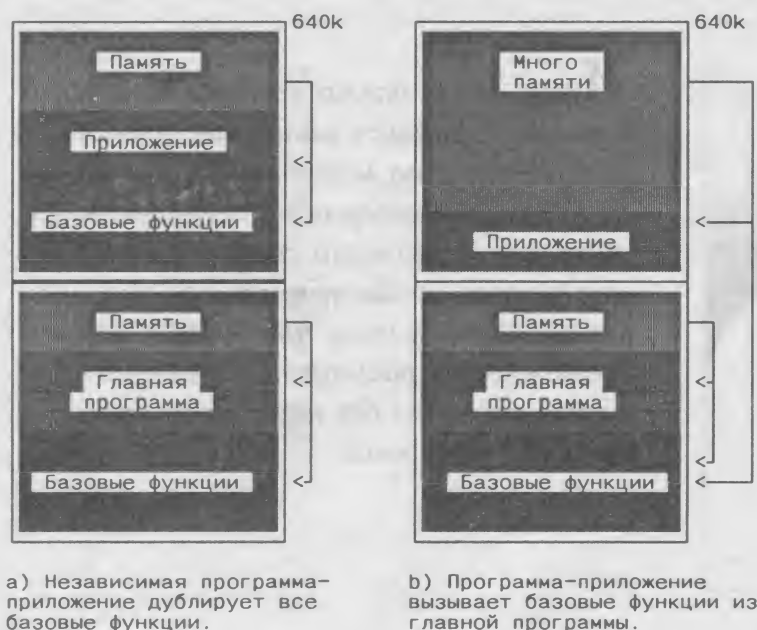 640k
Память
Приложение
Базовые функции
Память
Главная
программа
Базовые функции
640k
Много
памяти
Приложение
Память
Главная
программа
Базовые функции
а) Независимая программа-
приложение дублирует все
базовые функции.
b) Программа-приложение
вызывает базовые функции из
главной программы.